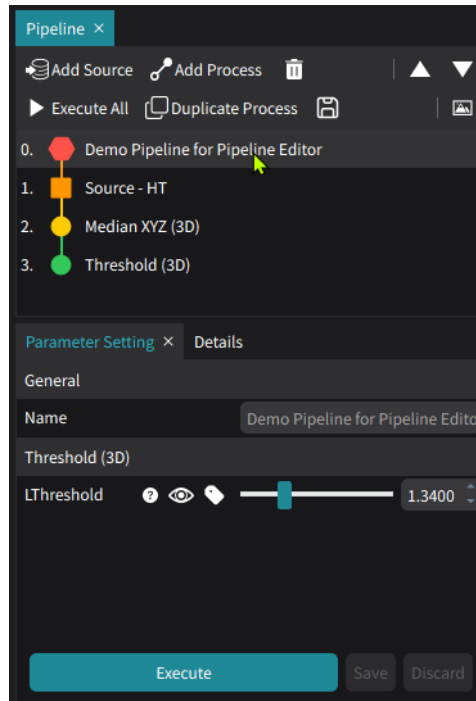 Pipeline ×
Add Source Add Process
Execute All Duplicate Process
0. Demo Pipeline for Pipeline Editor
1. Source - HT
2. Median XYZ (3D)
3. Threshold (3D)
Parameter Setting × Details
General
Name Demo Pipeline for Pipeline Edito
Threshold (3D)
LThreshold ? 1.3400
Execute Save Discard